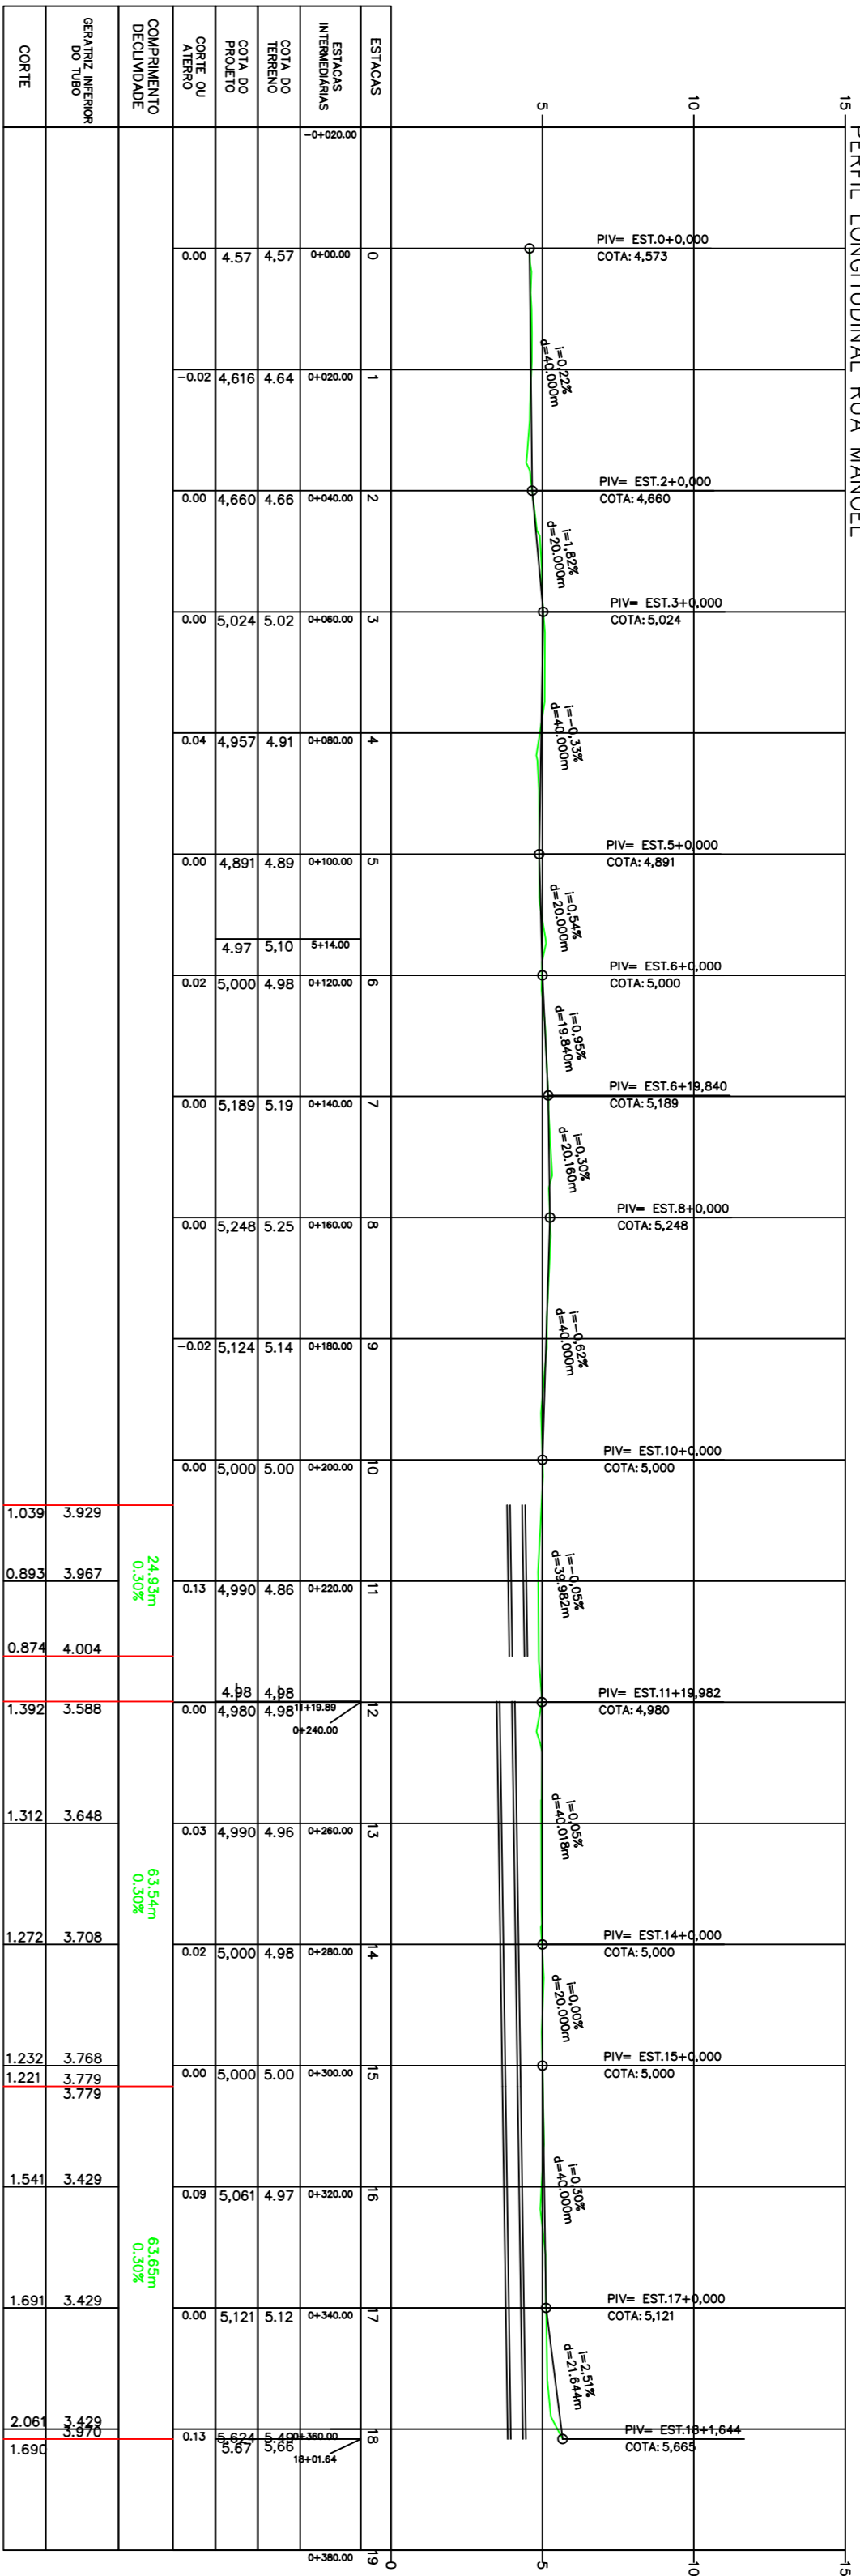 PERFIL LONGITUDINAL RUA MANOEL
15
10
5
15
10
5
0
PIV= EST.0+0,000
COTA: 4,573
i=0,22%
d=40.000m
PIV= EST.2+0,000
COTA: 4,660
i=1,82%
d=20.000m
PIV= EST.3+0,000
COTA: 5,024
i=-0,33%
d=40.000m
PIV= EST.5+0,000
COTA: 4,891
i=0,54%
d=20.000m
PIV= EST.6+0,000
COTA: 5,000
i=0,95%
d=19.840m
PIV= EST.6+19,840
COTA: 5,189
i=0,30%
d=20.160m
PIV= EST.8+0,000
COTA: 5,248
i=-0,62%
d=40.000m
PIV= EST.10+0,000
COTA: 5,000
i=-0,05%
d=39.982m
PIV= EST.11+19,982
COTA: 4,980
i=0,05%
d=40.018m
PIV= EST.14+0,000
COTA: 5,000
i=0,00%
d=20.000m
PIV= EST.15+0,000
COTA: 5,000
i=0,30%
d=40.000m
PIV= EST.17+0,000
COTA: 5,121
i=2,51%
d=21.644m
PIV= EST.18+1,644
COTA: 5,665
ESTACAS
0 1 2 3 4 5 6 7 8 9 10 11 12 13 14 15 16 17 18 19
ESTACAS
INTERMEDIÁRIAS
-0+020.00 0+00.00 0+020.00 0+040.00 0+060.00 0+080.00 0+100.00 5+14.00 0+120.00 0+140.00 0+160.00 0+180.00 0+200.00 0+220.00 11+19.89 0+240.00 0+260.00 0+280.00 0+300.00 0+320.00 0+340.00 0+360.00 18+01.64 0+380.00
COTA DO
TERRENO
4,57 4.64 4.66 5.02 4.91 4.89 5,10 4.98 5.19 5.25 5.14 5.00 4.86 4,98 4.98 4.96 4.98 5.00 4.97 5.12 5.49 5,66
COTA DO
PROJETO
4.57 4,616 4,660 5,024 4,957 4,891 4.97 5,000 5,189 5,248 5,124 5,000 4,990 4.98 4,980 4,990 5,000 5,000 5,061 5,121 5,624 5.67
CORTE OU
ATERRO
0.00 -0.02 0.00 0.00 0.04 0.00 0.02 0.00 0.00 -0.02 0.00 0.13 0.00 0.03 0.02 0.00 0.09 0.00 0.13
COMPRIMENTO
DECLIVIDADE
24.93m
0.30%
63.54m
0.30%
63.65m
0.30%
GERATRIZ INFERIOR
DO TUBO
3.929 3.967 4.004 3.588 3.648 3.708 3.768 3.779 3.779 3.429 3.429 3.429 3.970
CORTE
1.039 0.893 0.874 1.392 1.312 1.272 1.232 1.221 1.541 1.691 2.061 1.690